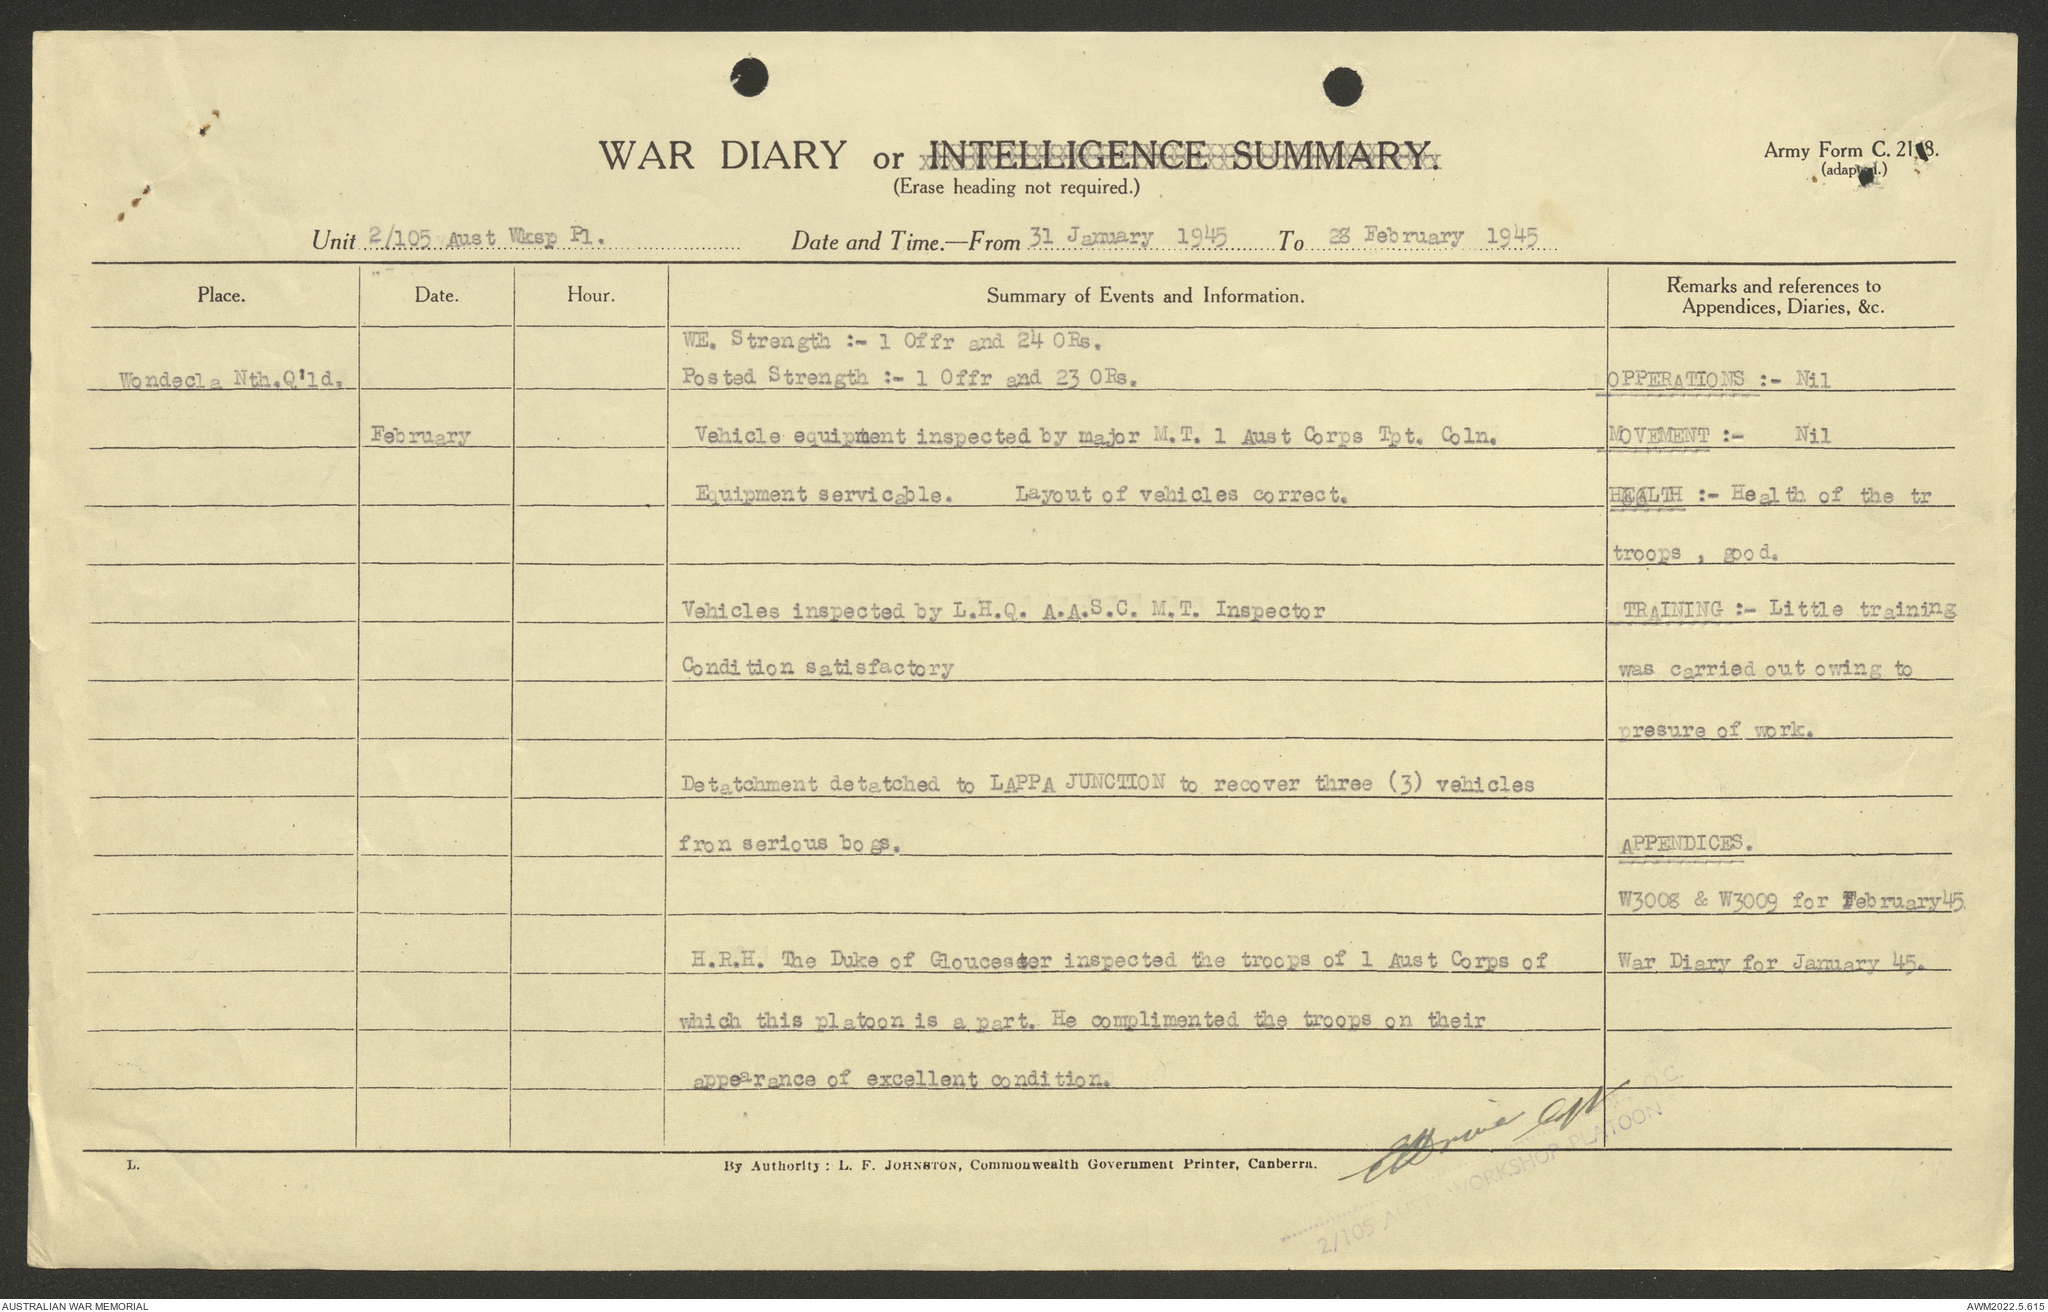 WAR DIARY or INTELLIGENCE SUMMARY.
(Erase heading not required.)
Army Form C. 2118.
(adapted.)
Unit 2/105 Aust Wksp Pl. Date and Time.—From 31 January 1945 To 28 February 1945
Place. Date. Hour. Summary of Events and Information. Remarks and references to
Appendices, Diaries, &c.
WE. Strength :- 1 Offr and 24 ORs.
Wondecla Nth.Q'ld. Posted Strength :- 1 Offr and 23 ORs. OPPERATIONS :- Nil
February Vehicle equipment inspected by major M.T. 1 Aust Corps Tpt. Coln. MOVEMENT :- Nil
Equipment servicable. Layout of vehicles correct. HEALTH :- Health of the tr
troops , good.
Vehicles inspected by L.H.Q. A.A.S.C. M.T. Inspector TRAINING :- Little training
Condition satisfactory was carried out owing to
presure of work.
Detatchment detatched to LAPPA JUNCTION to recover three (3) vehicles
fron serious bogs. APPENDICES.
W3008 & W3009 for February45
H.R.H. The Duke of Gloucester inspected the troops of 1 Aust Corps of War Diary for January 45.
which this platoon is a part. He complimented the troops on their
appearance of excellent condition.
Capt
O.C.
2/105 AUST. WORKSHOP PLATOON
L. By Authority: L. F. JOHNSTON, Commonwealth Government Printer, Canberra.
AUSTRALIAN WAR MEMORIAL AWM2022.5.615